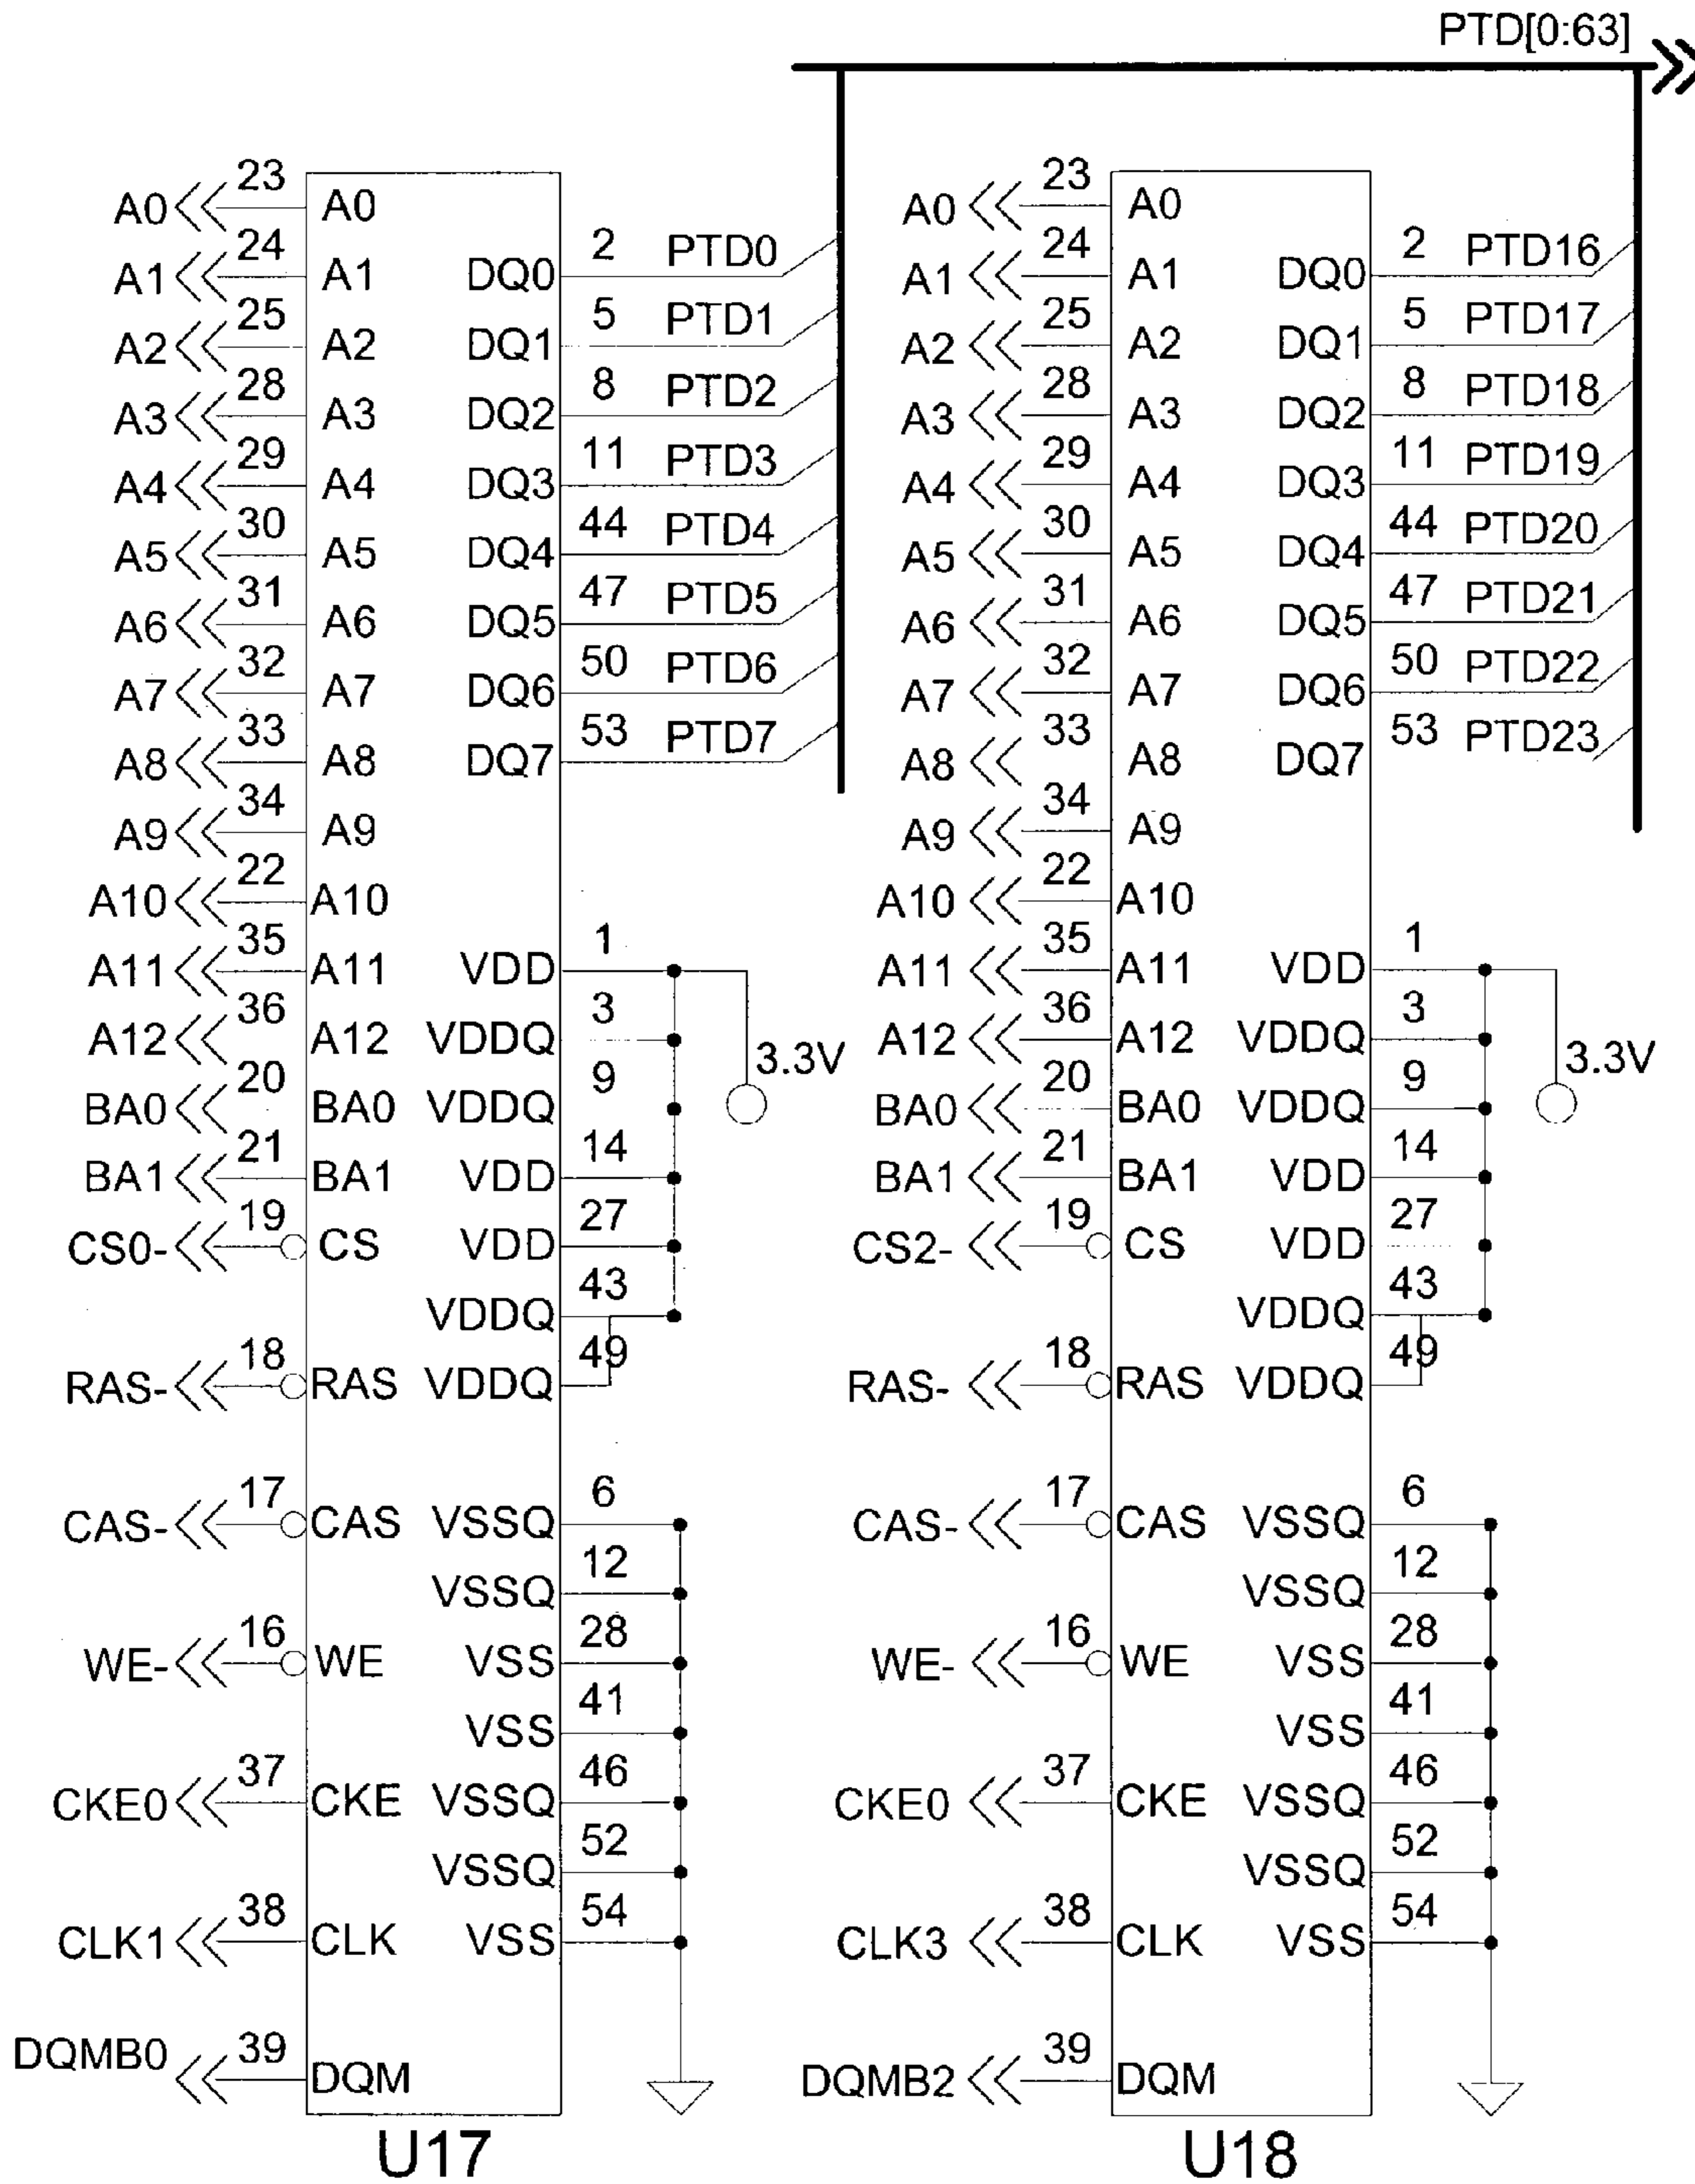 PTD[0:63]
23 23
A0 A0 A0 A0
2 PTD0 2 PTD16
24 24
A1 A1 DQ0 A1 A1 DQ0
5 PTD1 5 PTD17
25 25
A2 A2 DQ1 A2 A2 DQ1
8 PTD2 8 PTD18
28 28
A3 A3 DQ2 A3 A3 DQ2
11 PTD3 11 PTD19
29 29
A4 A4 DQ3 A4 A4 DQ3
44 PTD4 44 PTD20
30 30
A5 A5 DQ4 A5 A5 DQ4
47 PTD5 47 PTD21
31 31
A6 A6 DQ5 A6 A6 DQ5
50 PTD6 50 PTD22
32 32
A7 A7 DQ6 A7 A7 DQ6
53 PTD7 53 PTD23
33 33
A8 A8 DQ7 A8 A8 DQ7
34 34
A9 A9 A9 A9
22 22
A10 A10 A10 A10
35 1 35 1
A11 A11 VDD A11 A11 VDD
36 3 36 3
A12 A12 VDDQ 3.3V A12 A12 VDDQ 3.3V
20 9 20 9
BA0 BA0 VDDQ BA0 BA0 VDDQ
21 14 21 14
BA1 BA1 VDD BA1 BA1 VDD
19 27 19 27
CS0- CS VDD CS2- CS VDD
43 43
VDDQ VDDQ
18 49 18 49
RAS- RAS VDDQ RAS- RAS VDDQ
17 6 17 6
CAS- CAS VSSQ CAS- CAS VSSQ
12 12
VSSQ VSSQ
16 28 16 28
WE- WE VSS WE- WE VSS
41 41
VSS VSS
37 46 37 46
CKE0 CKE VSSQ CKE0 CKE VSSQ
52 52
VSSQ VSSQ
38 54 38 54
CLK1 CLK VSS CLK3 CLK VSS
39 39
DQMB0 DQM DQMB2 DQM
U17 U18